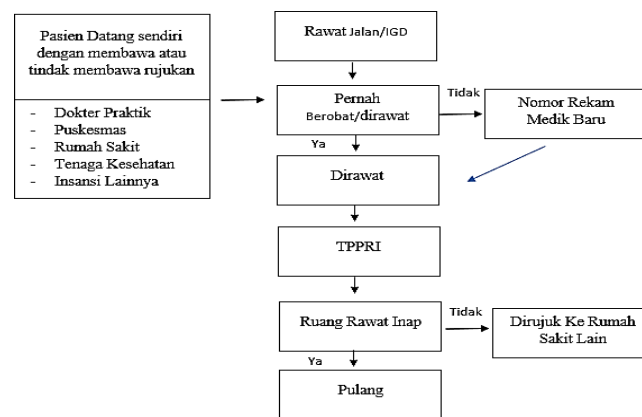 Pasien Datang sendiri
dengan membawa atau
tindak membawa rujukan
- Dokter Praktik
- Puskesmas
- Rumah Sakit
- Tenaga Kesehatan
- Insansi Lainnya
Rawat Jalan/IGD
Pernah
Berobat/dirawat
Tidak
Nomor Rekam
Medik Baru
Ya
Dirawat
TPPRI
Ruang Rawat Inap
Tidak
Dirujuk Ke Rumah
Sakit Lain
Ya
Pulang